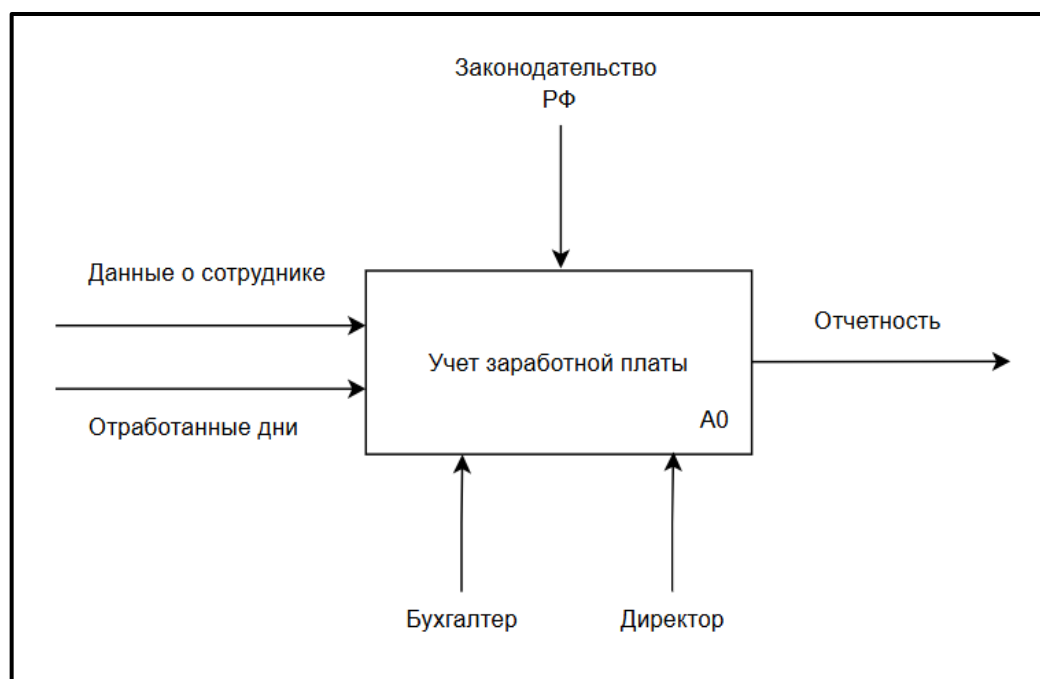 Законодательство
РФ
Данные о сотруднике
Отчетность
Учет заработной платы
Отработанные дни
А0
Бухгалтер
Директор